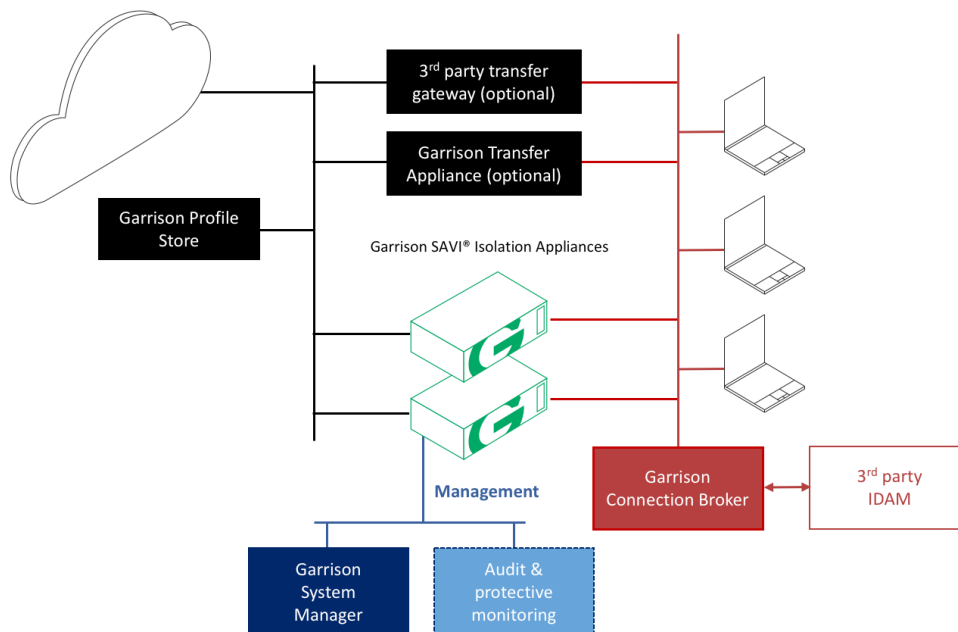 3rd party transfer
gateway (optional)
Garrison Transfer
Appliance (optional)
Garrison Profile
Store
Garrison SAVI® Isolation Appliances
G
G
Management
Garrison
Connection Broker
3rd party
IDAM
Garrison
System
Manager
Audit &
protective
monitoring